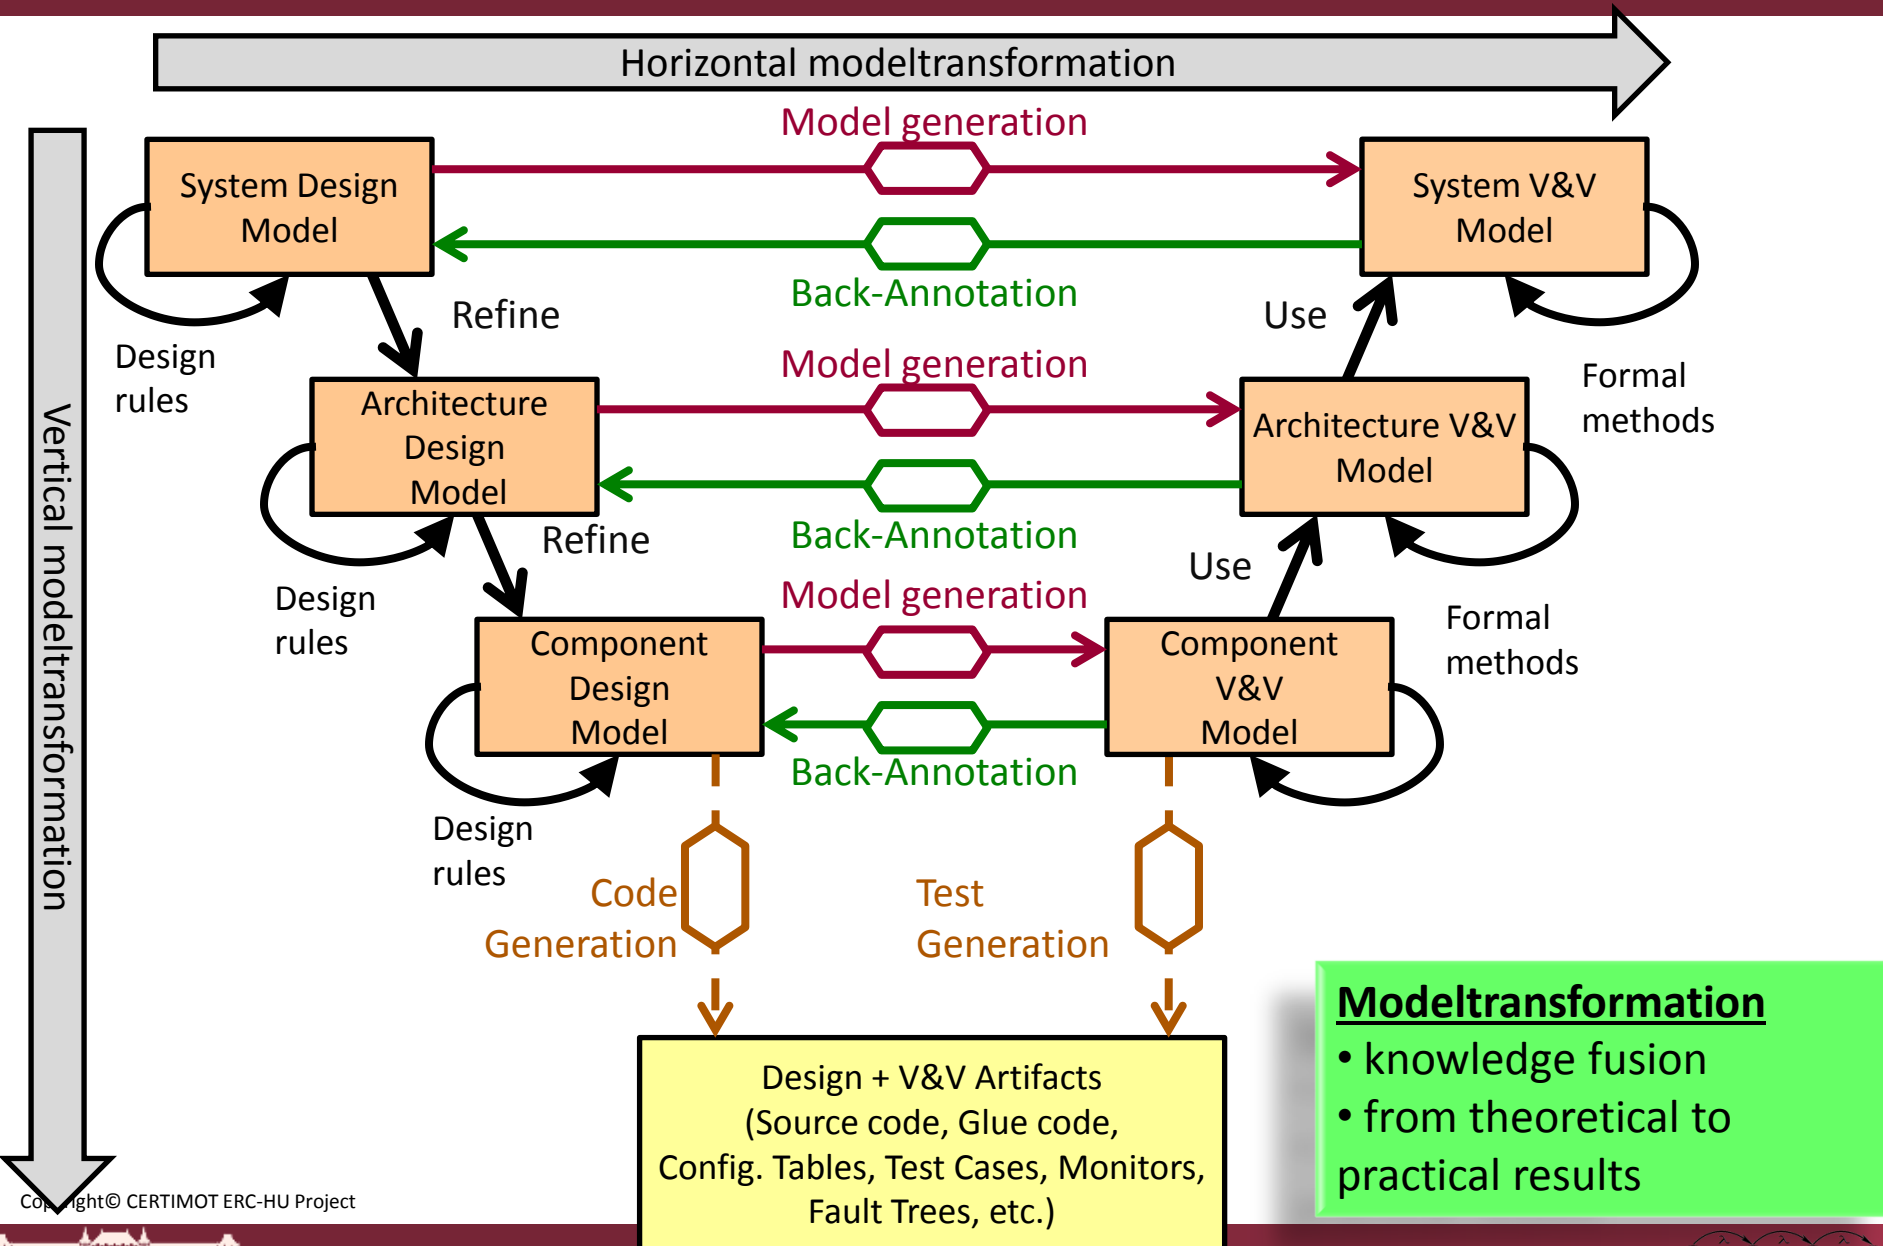 Horizontal modeltransformation
Model generation
System Design
Model
System V&V
Model
Back-Annotation
Refine
Use
Design
rules
Model generation
Formal
methods
Vertical modeltransformation
Architecture
Design
Model
Architecture V&V
Model
Back-Annotation
Refine
Use
Design
rules
Model generation
Formal
methods
Component
Design
Model
Component
V&V
Model
Back-Annotation
Design
rules
Code
Generation
Test
Generation
Modeltransformation
• knowledge fusion
• from theoretical to
practical results
Design + V&V Artifacts
(Source code, Glue code,
Config. Tables, Test Cases, Monitors,
Fault Trees, etc.)
Copyright© CERTIMOT ERC-HU Project